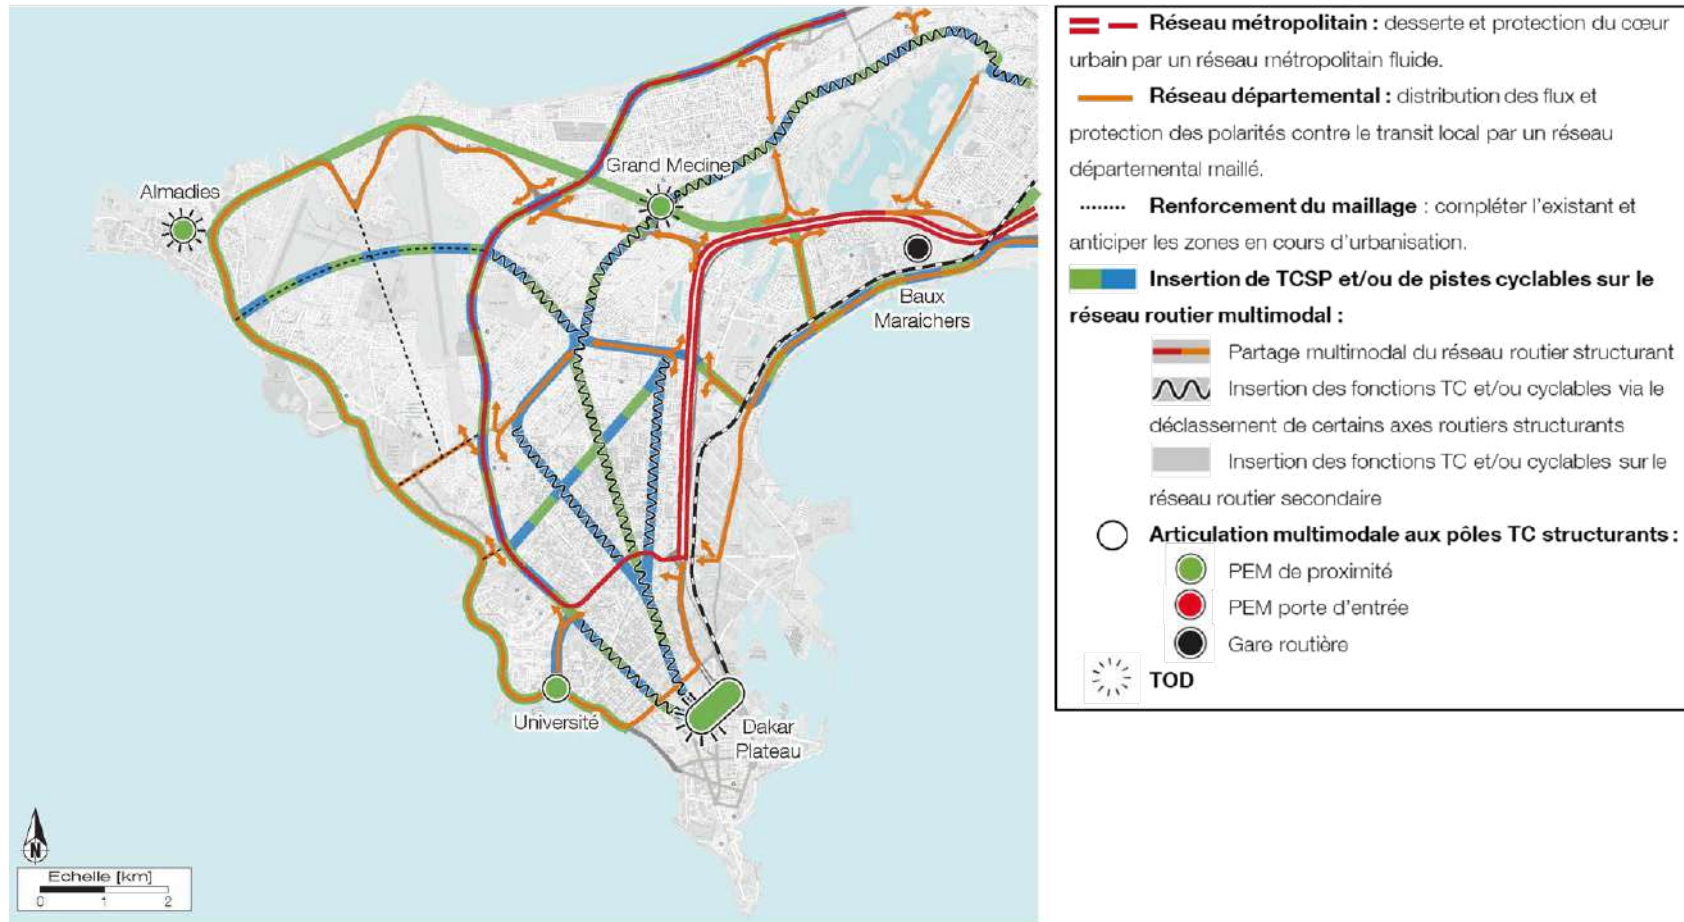 Grand Medine
Almadies
Baux
Maraichers
Université
Dakar
Plateau
N
Echelle [km]
0 1 2
Réseau métropolitain : desserte et protection du cœur
urbain par un réseau métropolitain fluide.
Réseau départemental : distribution des flux et
protection des polarités contre le transit local par un réseau
départemental maillé.
Renforcement du maillage : compléter l'existant et
anticiper les zones en cours d'urbanisation.
Insertion de TCSP et/ou de pistes cyclables sur le
réseau routier multimodal :
Partage multimodal du réseau routier structurant
Insertion des fonctions TC et/ou cyclables via le
déclassement de certains axes routiers structurants
Insertion des fonctions TC et/ou cyclables sur le
réseau routier secondaire
Articulation multimodale aux pôles TC structurants :
PEM de proximité
PEM porte d'entrée
Gare routière
TOD